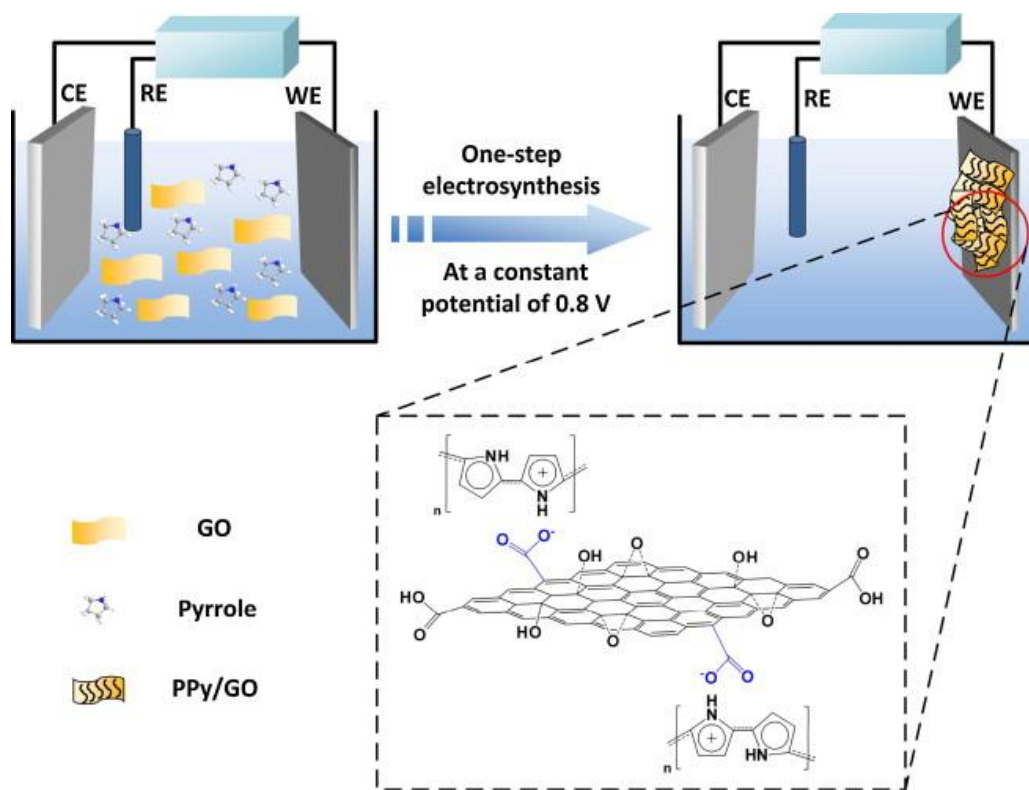 CE
RE
WE
CE
RE
WE
One-step
electrosynthesis
At a constant
potential of 0.8 V
GO
Pyrrole
PPy/GO
NH
+
N
H
n
O
O-
OH
O
OH
O
HO
O
HO
O
O
OH
-O
O
H
N
+
HN
n